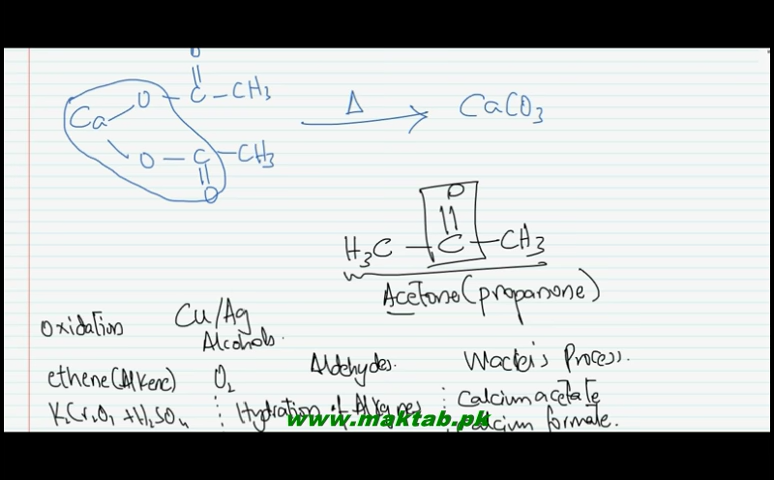 O
Ca O - C - CH3 Δ CaCO3
O - C - CH3
O
O
H3C - C - CH3
Acetone (propanone)
oxidation Cu/Ag
Alcohols.
ethene (Alkene) O2 Aldehydes. Wacker's Process.
K2Cr2O7 + H2SO4 : Hydration of Alkynes : Calcium acetate
www.maktab.pk Calcium formate.